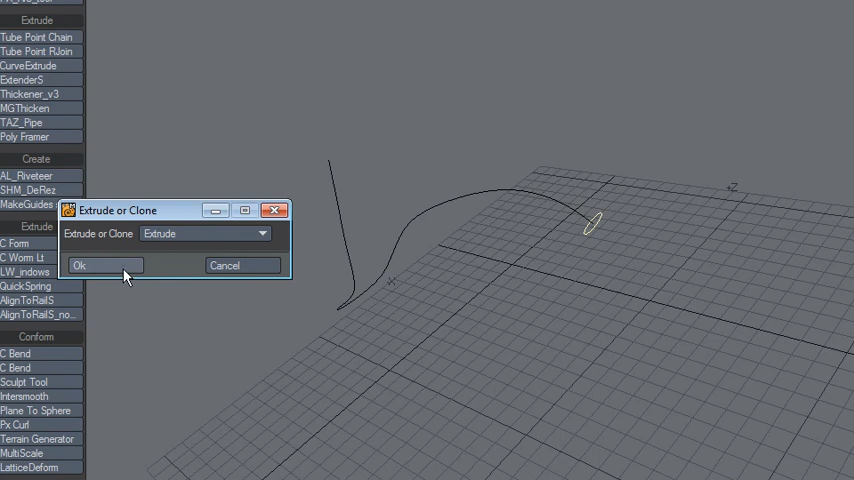 Extrude
Tube Point Chain
Tube Point RJoin
CurveExtrude
ExtenderS
Thickener_v3
MGThicken
TAZ_Pipe
Poly Framer
Create
AL_Riveteer
SHM_DeRez
MakeGuides
Extrude
C Form
C Worm Lt
LW_indows
QuickSpring
AlignToRailS
AlignToRailS_no...
Conform
C Bend
C Bend
Sculpt Tool
Intersmooth
Plane To Sphere
Px Curl
Terrain Generator
MultiScale
LatticeDeform
Extrude or Clone
Extrude or Clone Extrude
Ok Cancel
+Z